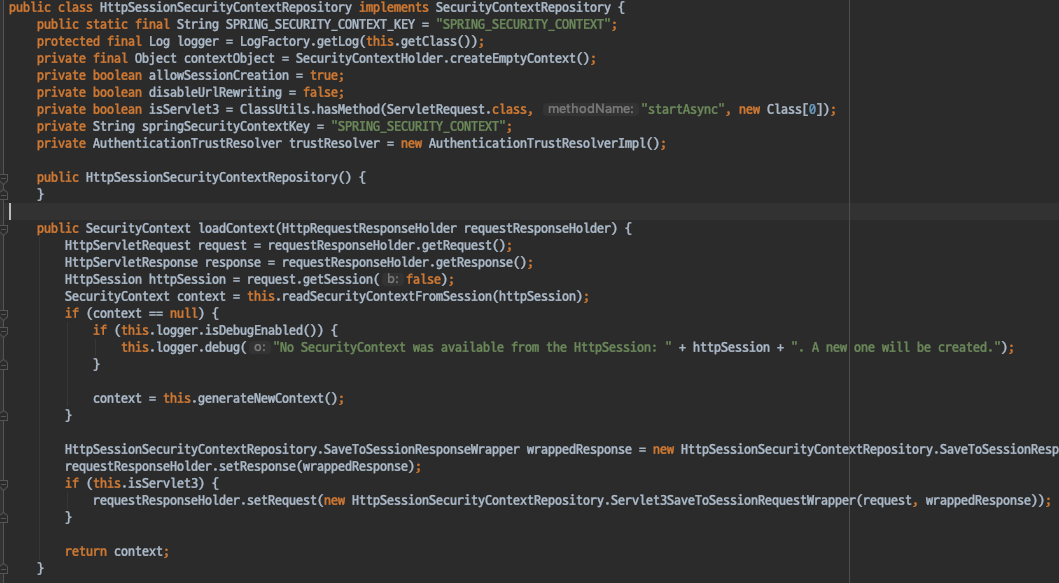 public class HttpSessionSecurityContextRepository implements SecurityContextRepository {
    public static final String SPRING_SECURITY_CONTEXT_KEY = "SPRING_SECURITY_CONTEXT";
    protected final Log logger = LogFactory.getLog(this.getClass());
    private final Object contextObject = SecurityContextHolder.createEmptyContext();
    private boolean allowSessionCreation = true;
    private boolean disableUrlRewriting = false;
    private boolean isServlet3 = ClassUtils.hasMethod(ServletRequest.class, methodName: "startAsync", new Class[0]);
    private String springSecurityContextKey = "SPRING_SECURITY_CONTEXT";
    private AuthenticationTrustResolver trustResolver = new AuthenticationTrustResolverImpl();

    public HttpSessionSecurityContextRepository() {
    }

    public SecurityContext loadContext(HttpRequestResponseHolder requestResponseHolder) {
        HttpServletRequest request = requestResponseHolder.getRequest();
        HttpServletResponse response = requestResponseHolder.getResponse();
        HttpSession httpSession = request.getSession( b: false);
        SecurityContext context = this.readSecurityContextFromSession(httpSession);
        if (context == null) {
            if (this.logger.isDebugEnabled()) {
                this.logger.debug( o: "No SecurityContext was available from the HttpSession: " + httpSession + ". A new one will be created.");
            }

            context = this.generateNewContext();
        }

        HttpSessionSecurityContextRepository.SaveToSessionResponseWrapper wrappedResponse = new HttpSessionSecurityContextRepository.SaveToSessionResp
        requestResponseHolder.setResponse(wrappedResponse);
        if (this.isServlet3) {
            requestResponseHolder.setRequest(new HttpSessionSecurityContextRepository.Servlet3SaveToSessionRequestWrapper(request, wrappedResponse));
        }

        return context;
    }